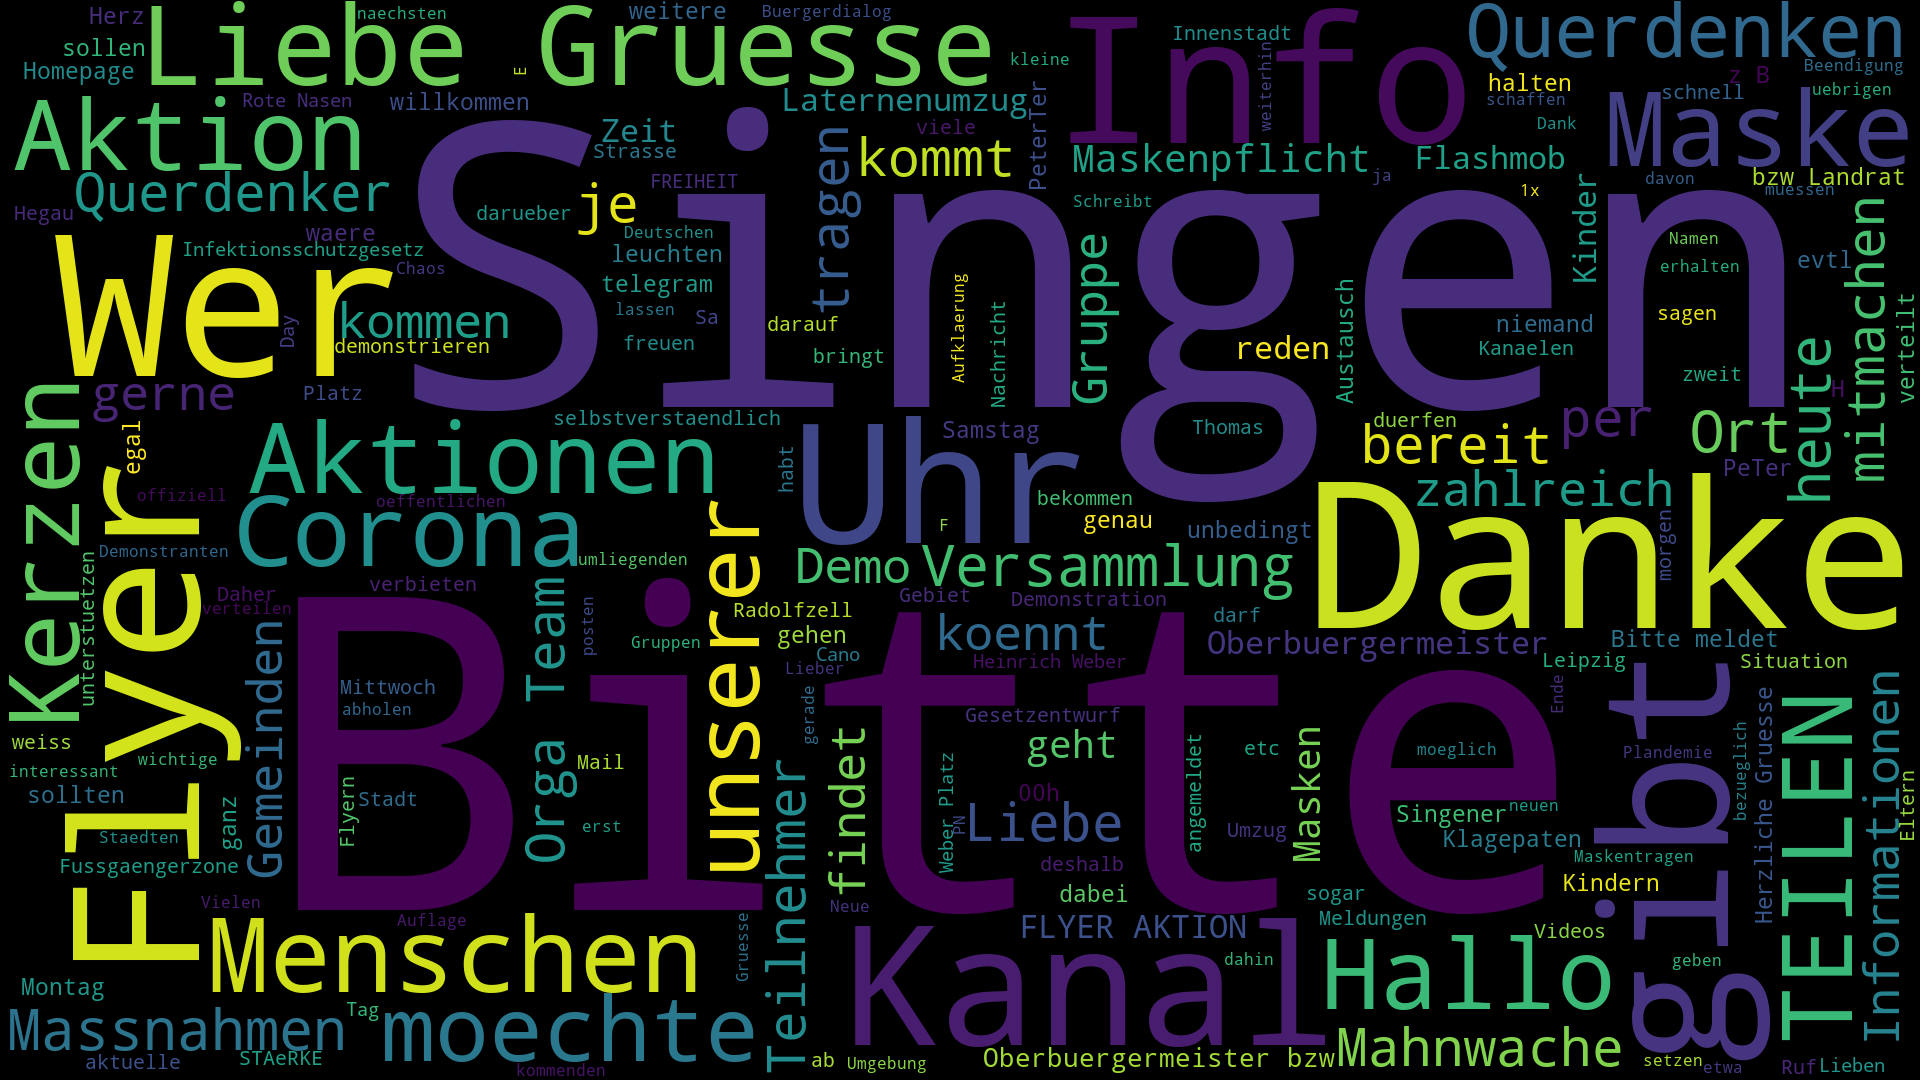 Herz
naechsten
Liebe
Gruesse
weitere
Buergerdialog
Info
Innenstadt
Querdenken
sollen
Homepage
E
kleine
weiterhin
halten
z B
Beendigung
schaffen
uebrigen
Aktion
Rote Nasen
willkommen
Laternenumzug
PeterTer
Dank
Maske
schnell
Singen
Zeit
Strasse
viele
tragen
kommt
Maskenpflicht
ja
Flashmob
davon
bzw Landrat
muessen
Querdenker
FREIHEIT
je
darueber
Schreibt
1x
Kinder
Hegau
waere
Deutschen
Gruppe
Namen
mitmachen
Wer
Infektionsschutzgesetz
leuchten
Chaos
telegram
Aufklaerung
erhalten
evtl
lassen
Sa
darauf
Nachricht
Austausch
niemand
sagen
verteilt
Day
kommen
demonstrieren
freuen
bringt
reden
Kanaelen
heute
zweit
H
Kerzen
gerne
Platz
selbstverstaendlich
Samstag
Thomas
duerfen
per
Ort
egal
Aktionen
habt
Uhr
bereit
PeTer
Flyer
offiziell
oeffentlichen
bekommen
zahlreich
Danke
Corona
unserer
F
genau
unbedingt
morgen
Demonstranten
umliegenden
Demo
Versammlung
unterstuetzen
Daher
verbieten
Orga Team
posten
Radolfzell
Gebiet
Demonstration
darf
verteilen
Bitte
Gruppen
gehen
koennt
Oberbuergermeister
Bitte meldet
Gemeinden
Cano
Lieber
Heinrich Weber
Leipzig
Situation
Mittwoch
abholen
gerade
Gesetzentwurf
Ende
gibt
TEILEN
Informationen
weiss
wichtige
interessant
Mail
findet
geht
etc
Masken
moeglich
Plandemie
Herzliche Gruesse
bezueglich
sollten
ganz
Flyern
Stadt
Teilnehmer
Weber Platz
PN
OOh
angemeldet
Singener
neuen
Eltern
Staedten
erst
Liebe
Umzug
Klagepaten
Fussgaengerzone
deshalb
Maskentragen
Vielen
dabei
sogar
Kindern
Auflage
Neue
Meldungen
Menschen
Gruesse
Kanal
FLYER AKTION
Videos
dahin
Hallo
geben
Montag
Tag
moechte
Massnahmen
Mahnwache
aktuelle
STAeRKE
kommenden
ab
Umgebung
Oberbuergermeister bzw
setzen
etwa
Ruf
Lieben